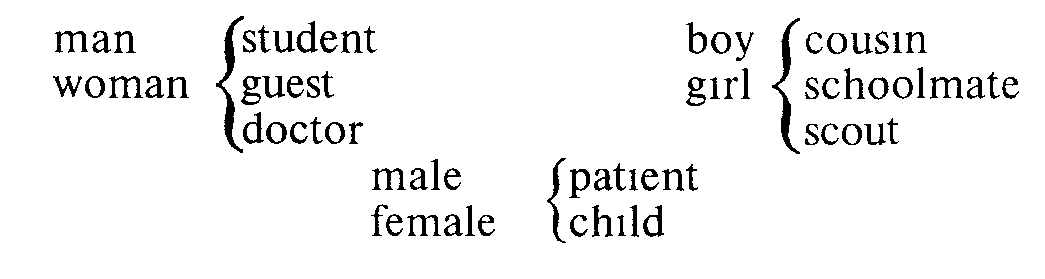 man { student boy { cousin
woman { guest girl { schoolmate
doctor scout
male { patient
female { child